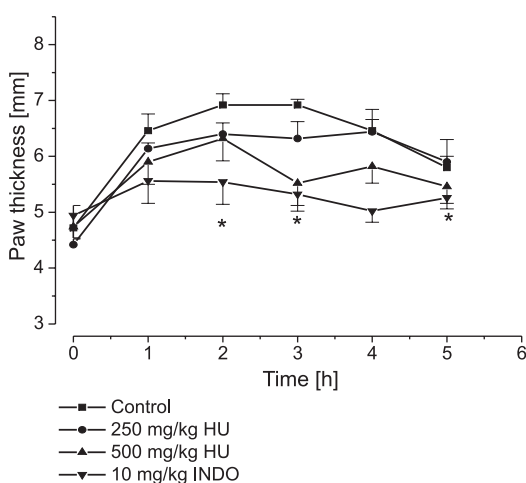 8
7
6
5
4
3
Paw thickness [mm]
* * *
0 1 2 3 4 5 6
Time [h]
Control
250 mg/kg HU
500 mg/kg HU
10 mg/kg INDO